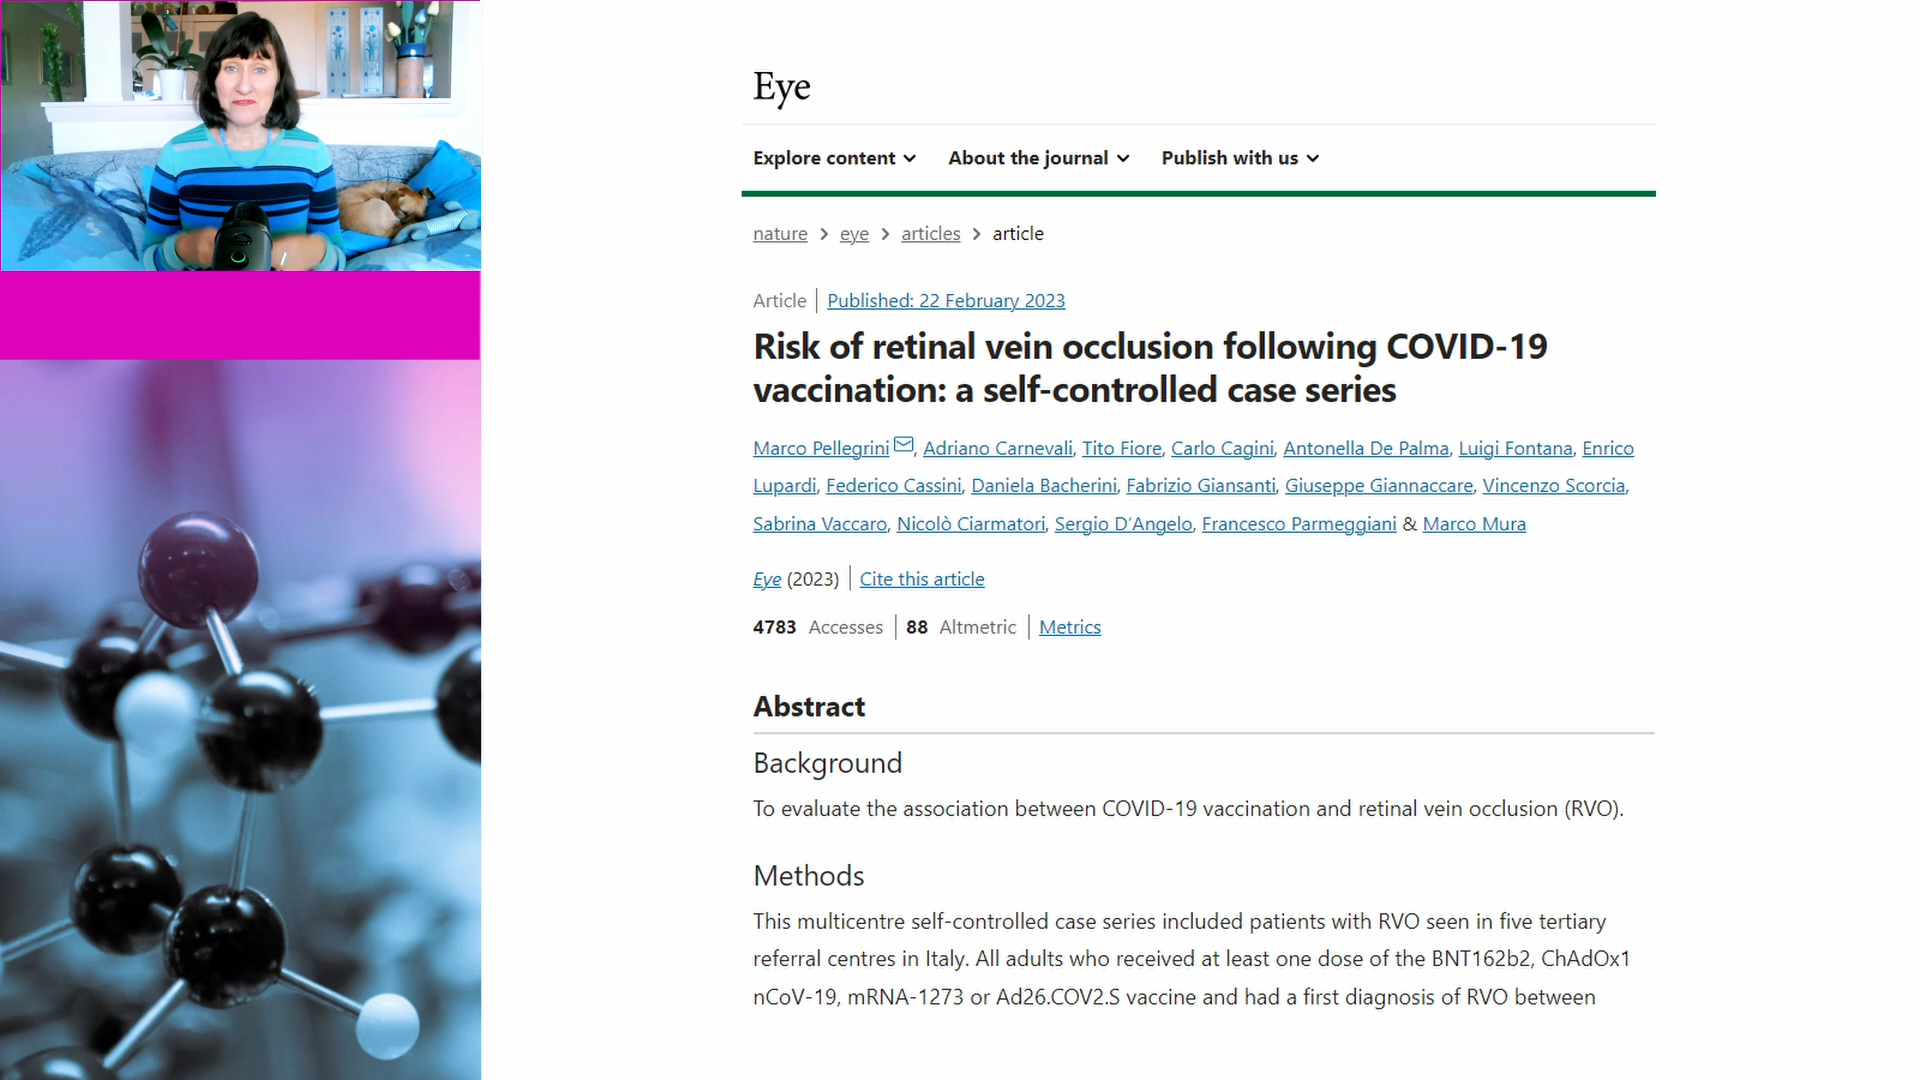 Eye
Explore content About the journal Publish with us
nature > eye > articles > article
Article | Published: 22 February 2023
Risk of retinal vein occlusion following COVID-19
vaccination: a self-controlled case series
Marco Pellegrini, Adriano Carnevali, Tito Fiore, Carlo Cagini, Antonella De Palma, Luigi Fontana, Enrico
Lupardi, Federico Cassini, Daniela Bacherini, Fabrizio Giansanti, Giuseppe Giannaccare, Vincenzo Scorcia,
Sabrina Vaccaro, Nicolò Ciarmatori, Sergio D’Angelo, Francesco Parmeggiani & Marco Mura
Eye (2023) | Cite this article
4783 Accesses | 88 Altmetric | Metrics
Abstract
Background
To evaluate the association between COVID-19 vaccination and retinal vein occlusion (RVO).
Methods
This multicentre self-controlled case series included patients with RVO seen in five tertiary
referral centres in Italy. All adults who received at least one dose of the BNT162b2, ChAdOx1
nCoV-19, mRNA-1273 or Ad26.COV2.S vaccine and had a first diagnosis of RVO between